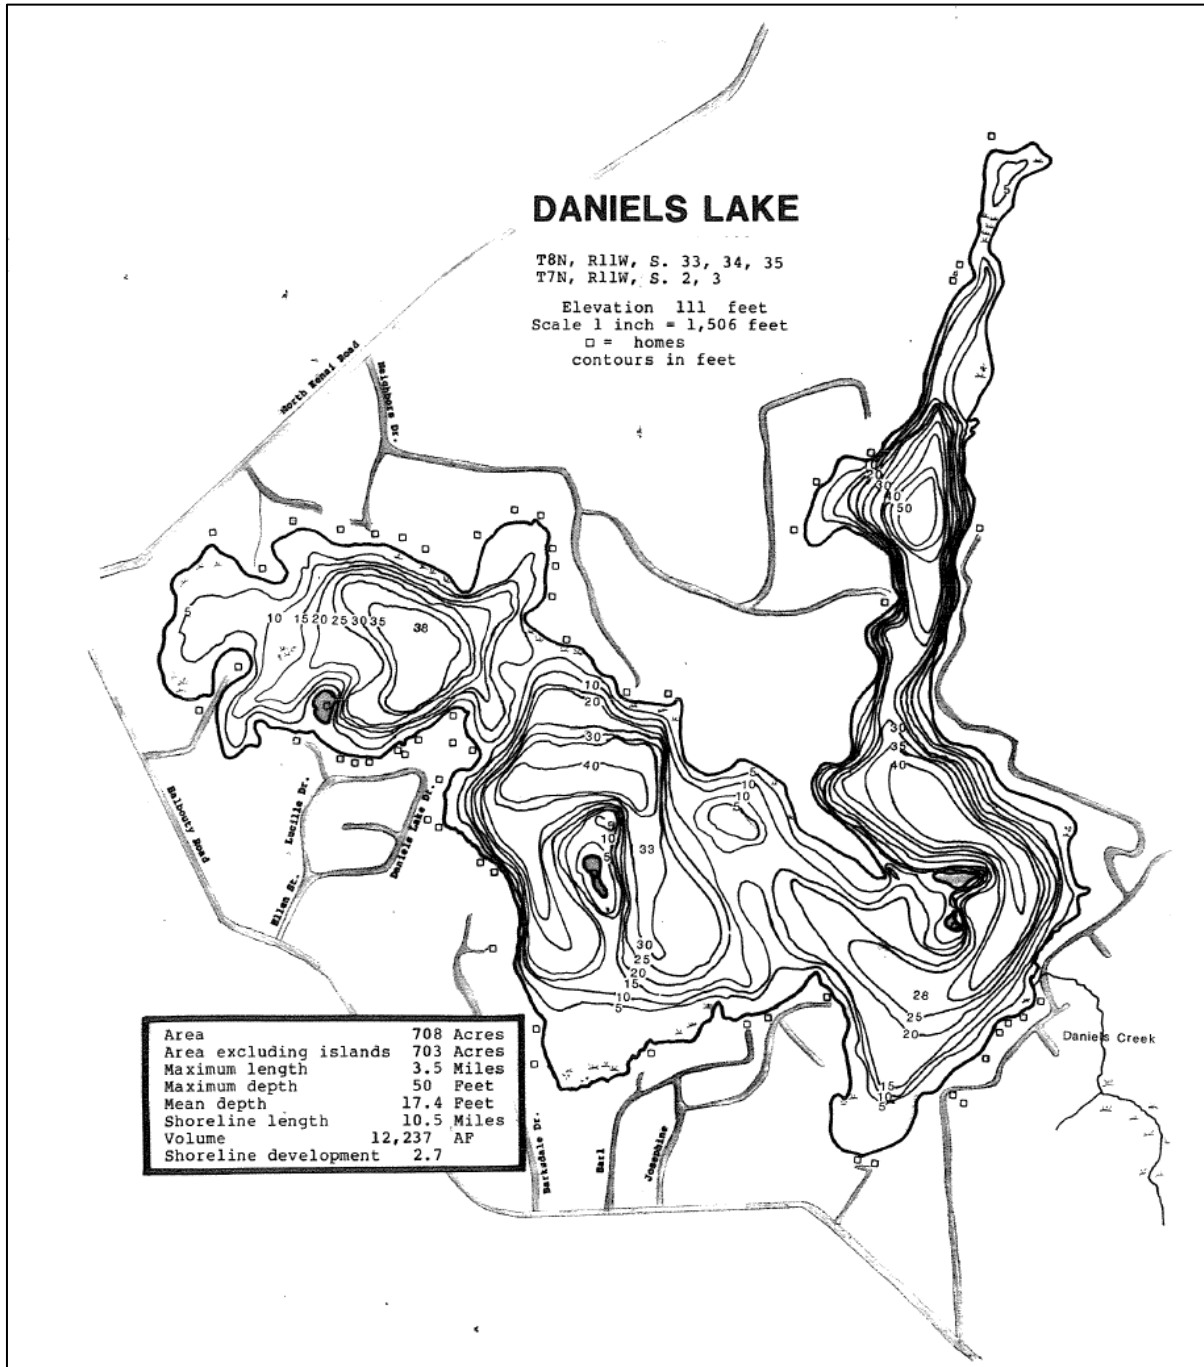 DANIELS LAKE
T8N, R11W, S. 33, 34, 35
T7N, R11W, S. 2, 3
Elevation 111 feet
Scale 1 inch = 1,506 feet
□ = homes
contours in feet
North Kenai Road
Neighbors Dr.
5
20
30
40
50
5
10
15
20
25
30
35
38
10
20
30
40
5
10
5
30
35
40
5
10
5
33
30
25
20
15
10
5
28
25
20
15
10
5
Halbouty Road
Lucille Dr.
Ellen St.
Daniels Lake Dr.
Daniels Creek
Barksdale Dr.
Earl
Josephine
Area 708 Acres
Area excluding islands 703 Acres
Maximum length 3.5 Miles
Maximum depth 50 Feet
Mean depth 17.4 Feet
Shoreline length 10.5 Miles
Volume 12,237 AF
Shoreline development 2.7